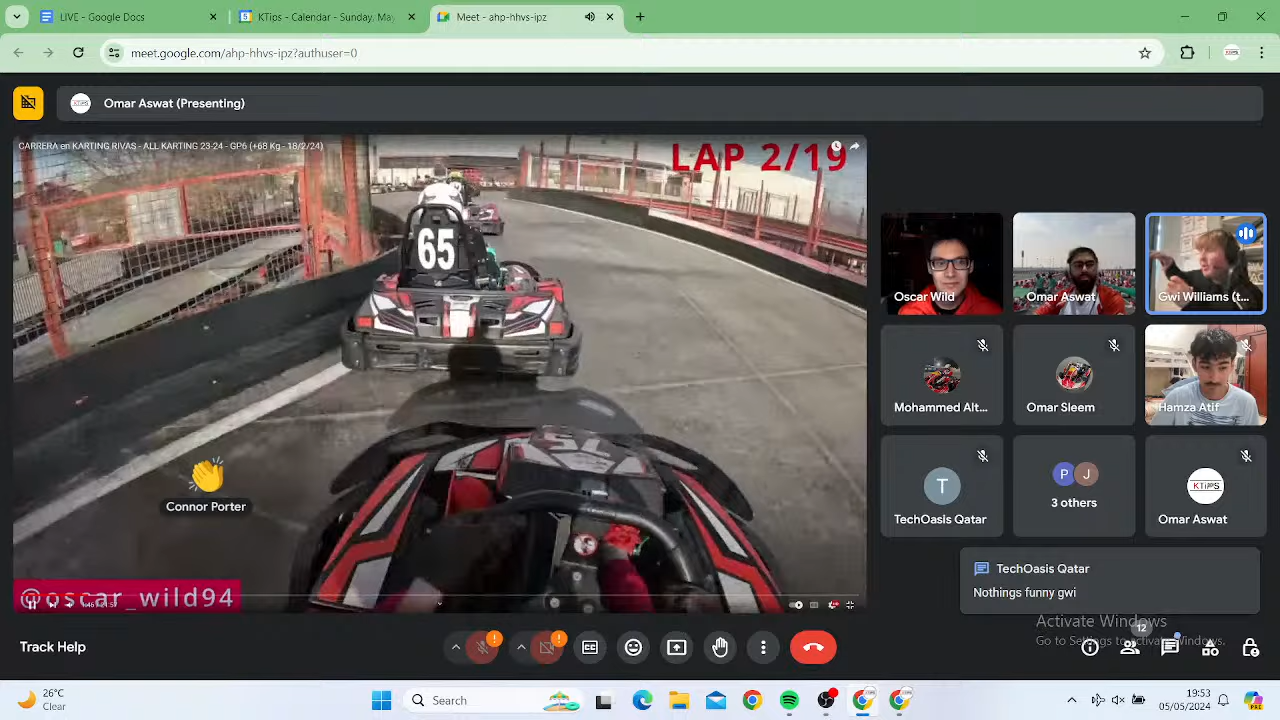 LIVE - Google Docs
KTips - Calendar - Sunday, May
Meet - ahp-hhvs-ipz
meet.google.com/ahp-hhvs-ipz?authuser=0
Omar Aswat (Presenting)
CARRERA en KARTING RIVAS - ALL KARTING 23-24 - GP6 (+68 Kg - 18/2/24)
LAP 2/19
65
Connor Porter
@oscar_wild94
Oscar Wild
Omar Aswat
Gwi Williams (t...
Mohammed Alt...
Omar Sleem
Hamza Atif
T
TechOasis Qatar
P J
3 others
KTiPS
Omar Aswat
TechOasis Qatar
Nothings funny gwi
Activate Windows
Go to Settings to activate Windows.
12
Track Help
26°C
Clear
Search
19:53
05/05/2024